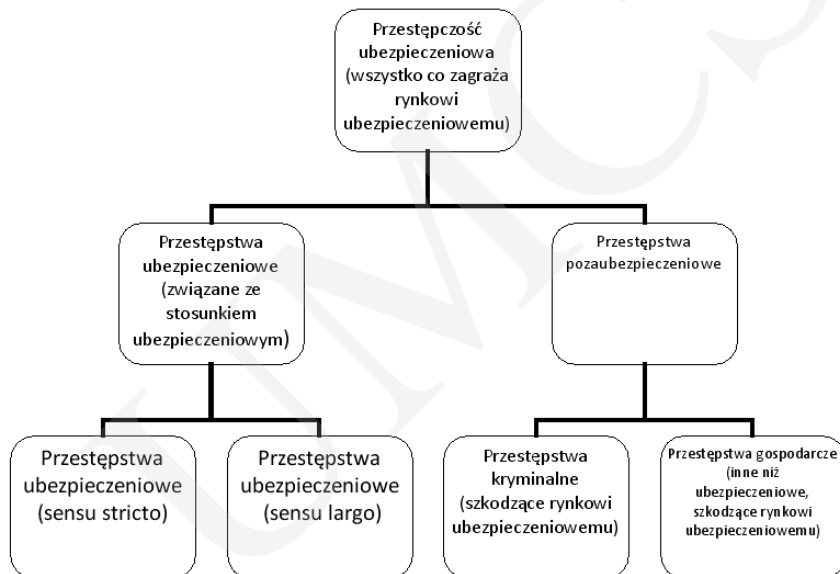 Przestępczość
ubezpieczeniowa
(wszystko co zagraża
rynkowi
ubezpieczeniowemu)
Przestępstwa
ubezpieczeniowe
(związane ze
stosunkiem
ubezpieczeniowym)
Przestępstwa
pozaubezpieczeniowe
Przestępstwa
ubezpieczeniowe
(sensu stricto)
Przestępstwa
ubezpieczeniowe
(sensu largo)
Przestępstwa
kryminalne
(szkodzące rynkowi
ubezpieczeniowemu)
Przestępstwa gospodarcze
(inne niż
ubezpieczeniowe,
szkodzące rynkowi
ubezpieczeniowemu)
UMCS